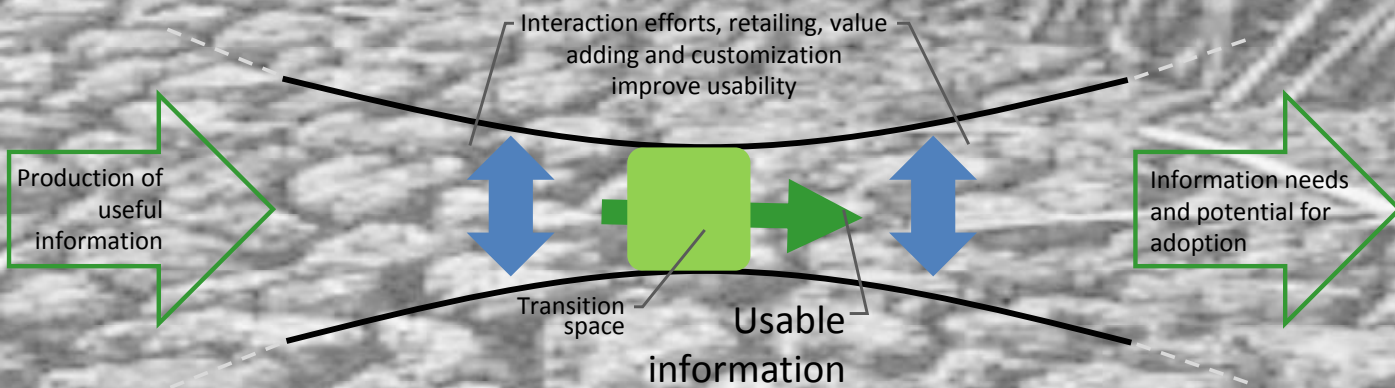 Interaction efforts, retailing, value
adding and customization
improve usability
Production of
useful
information
Information needs
and potential for
adoption
Transition
space
Usable
information